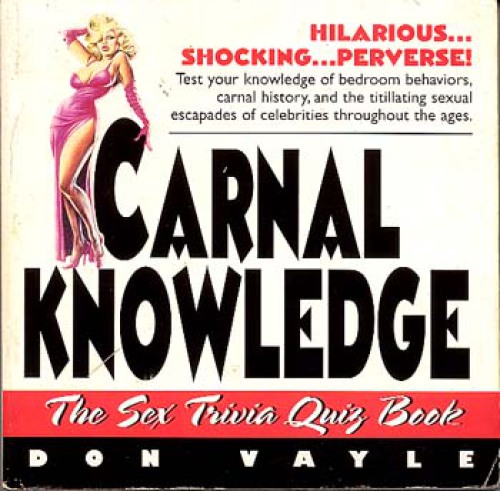 HILARIOUS...
SHOCKING...PERVERSE!
Test your knowledge of bedroom behaviors,
carnal history, and the titillating sexual
escapades of celebrities throughout the ages.
CARNAL
KNOWLEDGE
The Sex Trivia Quiz Book
DON VAYLE